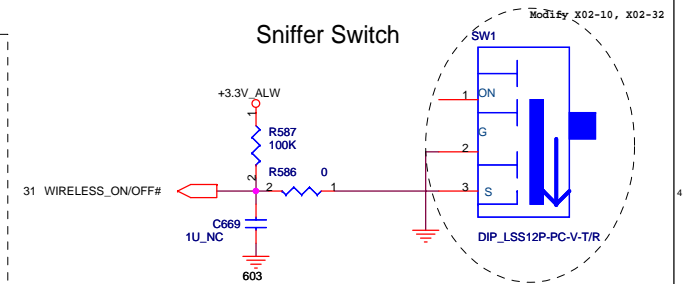 Modify X02-10, X02-32
Sniffer Switch
SW1
+3.3V_ALW
1
R587
100K
2
1
ON
G
2
R586
0
31 WIRELESS_ON/OFF#
2
1
3
S
4
C669
1U_NC
DIP_LSS12P-PC-V-T/R
603